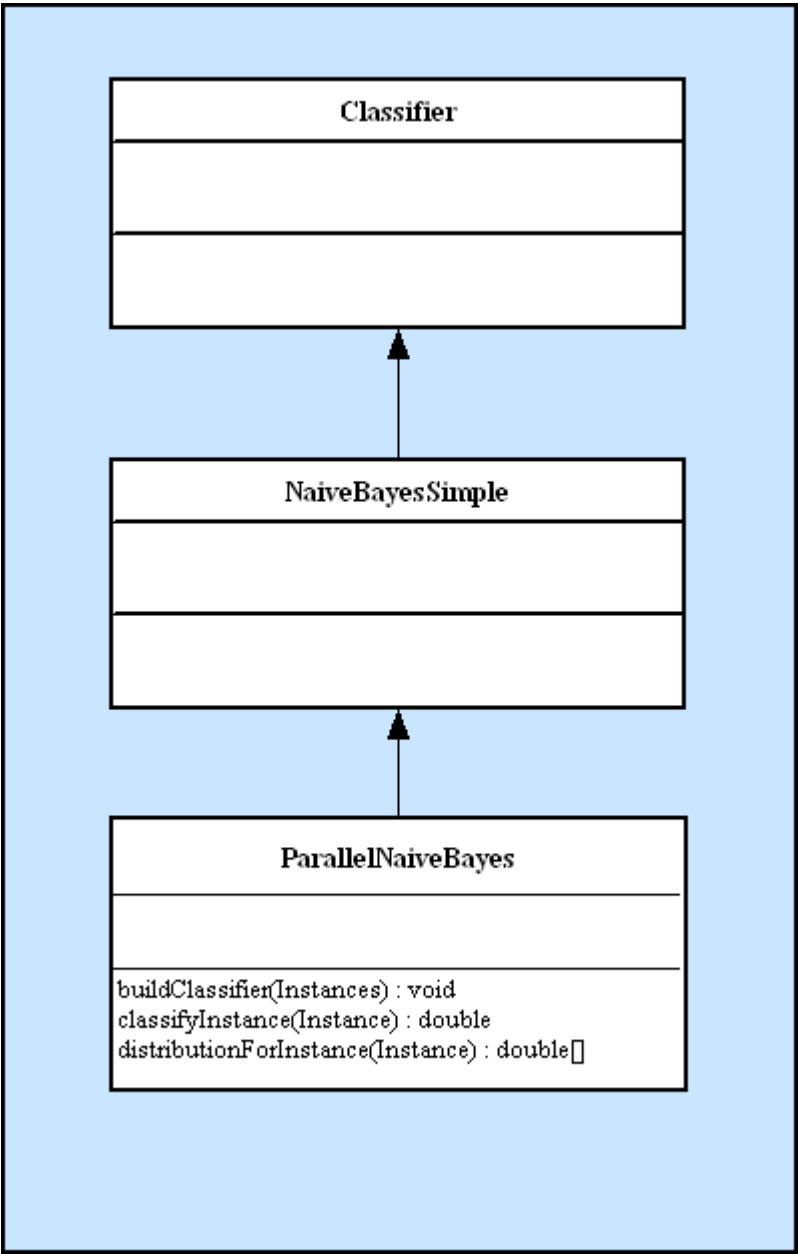 Classifier
NaiveBayesSimple
ParallelNaiveBayes
buildClassifier(Instances) : void
classifyInstance(Instance) : double
distributionForInstance(Instance) : double[]